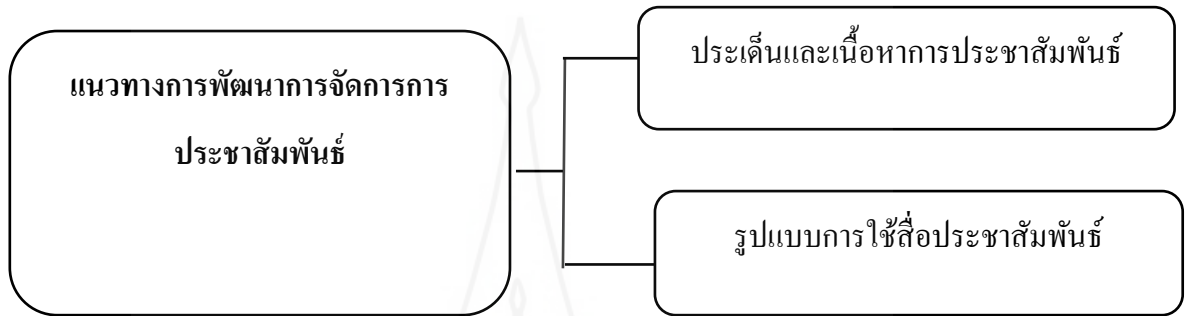 แนวทางการพัฒนาการจัดการการ
ประชาสัมพันธ์
ประเด็นและเนื้อหาการประชาสัมพันธ์
รูปแบบการใช้สื่อประชาสัมพันธ์